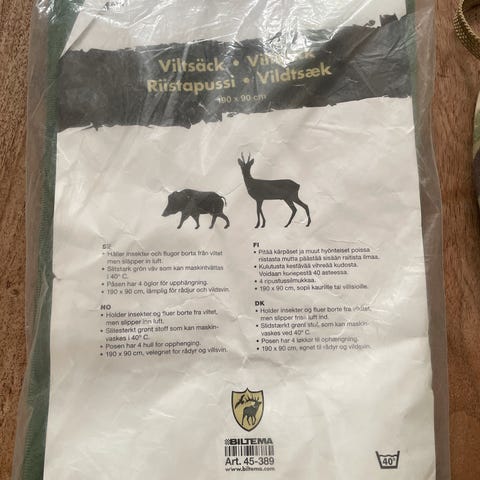 Viltsäck •
Riistapussi • Vildtsæk
190 x 90 cm
SE
• Håller insekter och flugor borta från viltet
men släpper in luft.
• Slitstark grön väv som kan maskintvättas
i 40° C.
• Påsen har 4 öglor för upphängning.
• 190 x 90 cm, lämplig för rådjur och vildsvin.
NO
• Holder insekter og fluer borte fra viltet,
men slipper inn luft.
• Slitesterkt grønt stoff som kan maskin-
vaskes i 40° C.
• Posen har 4 hull for opphenging.
• 190 x 90 cm, velegnet for rådyr og villsvin.
FI
• Pitää kärpäset ja muut hyönteiset poissa
riistasta mutta päästää sisään raitista ilmaa.
• Kulutusta kestävää vihreää kudosta.
Voidaan konepestä 40 asteessa.
• 4 ripustussilmukkaa.
• 190 x 90 cm, sopii kauriille tai villisioille.
DK
• Holder insekter og fluer borte fra vildtet,
men slipper frisk luft ind.
• Slidstærkt grønt stof, som kan maskin-
vaskes ved 40° C.
• Posen har 4 løkker til ophæng.
• 190 x 90 cm, egnet til rådyr og vildsvin.
BILTEMA
Art. 45-389
www.biltema.com
40°